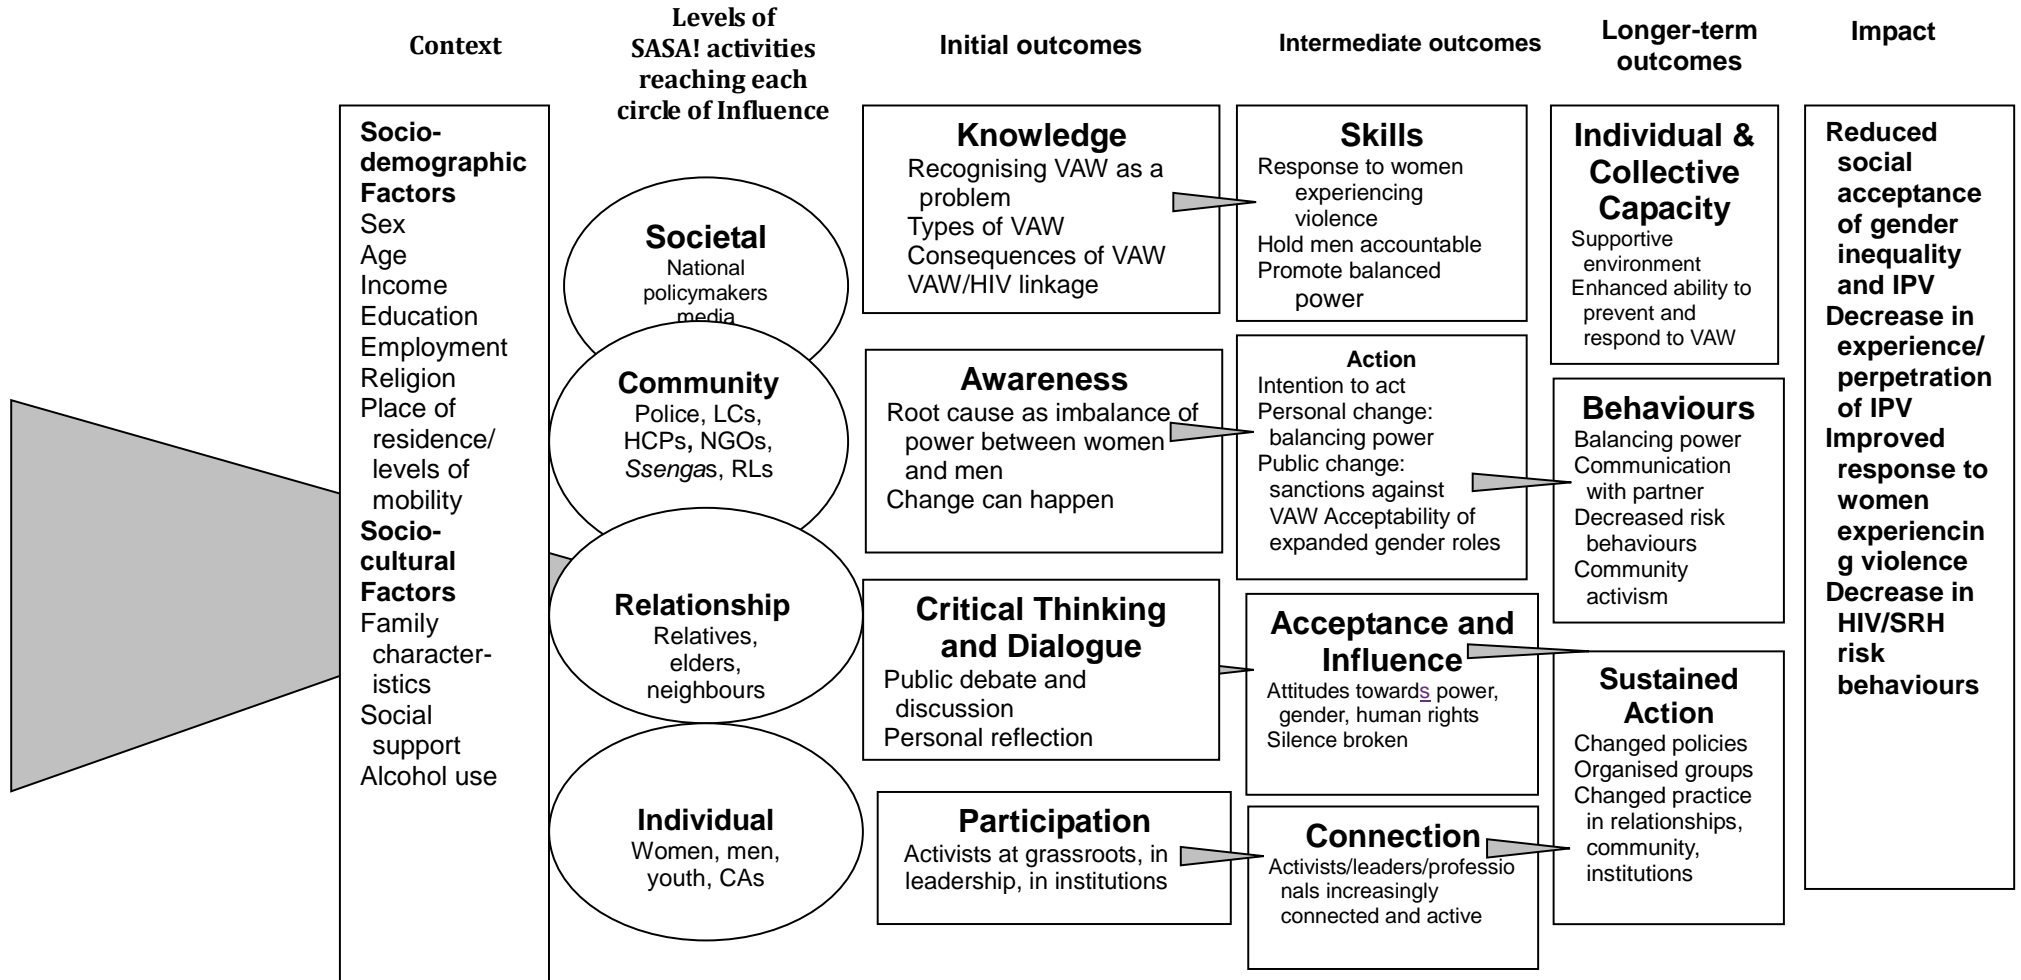 Context
Levels of
SASA! activities
reaching each
circle of Influence
Initial outcomes
Intermediate outcomes
Longer-term
outcomes
Impact
Socio-
demographic
Factors
Sex
Age
Income
Education
Employment
Religion
Place of
residence/
levels of
mobility
Socio-
cultural
Factors
Family
character-
istics
Social
support
Alcohol use
Societal
National
policymakers
media
Community
Police, LCs,
HCPs, NGOs,
Ssengas, RLs
Relationship
Relatives,
elders,
neighbours
Individual
Women, men,
youth, CAs
Knowledge
Recognising VAW as a
problem
Types of VAW
Consequences of VAW
VAW/HIV linkage
Awareness
Root cause as imbalance of
power between women
and men
Change can happen
Critical Thinking
and Dialogue
Public debate and
discussion
Personal reflection
Participation
Activists at grassroots, in
leadership, in institutions
Skills
Response to women
experiencing
violence
Hold men accountable
Promote balanced
power
Action
Intention to act
Personal change:
balancing power
Public change:
sanctions against
VAW Acceptability of
expanded gender roles
Acceptance and
Influence
Attitudes towards power,
gender, human rights
Silence broken
Connection
Activists/leaders/professio
nals increasingly
connected and active
Individual &
Collective
Capacity
Supportive
environment
Enhanced ability to
prevent and
respond to VAW
Behaviours
Balancing power
Communication
with partner
Decreased risk
behaviours
Community
activism
Sustained
Action
Changed policies
Organised groups
Changed practice
in relationships,
community,
institutions
Reduced
social
acceptance
of gender
inequality
and IPV
Decrease in
experience/
perpetration
of IPV
Improved
response to
women
experiencin
g violence
Decrease in
HIV/SRH
risk
behaviours